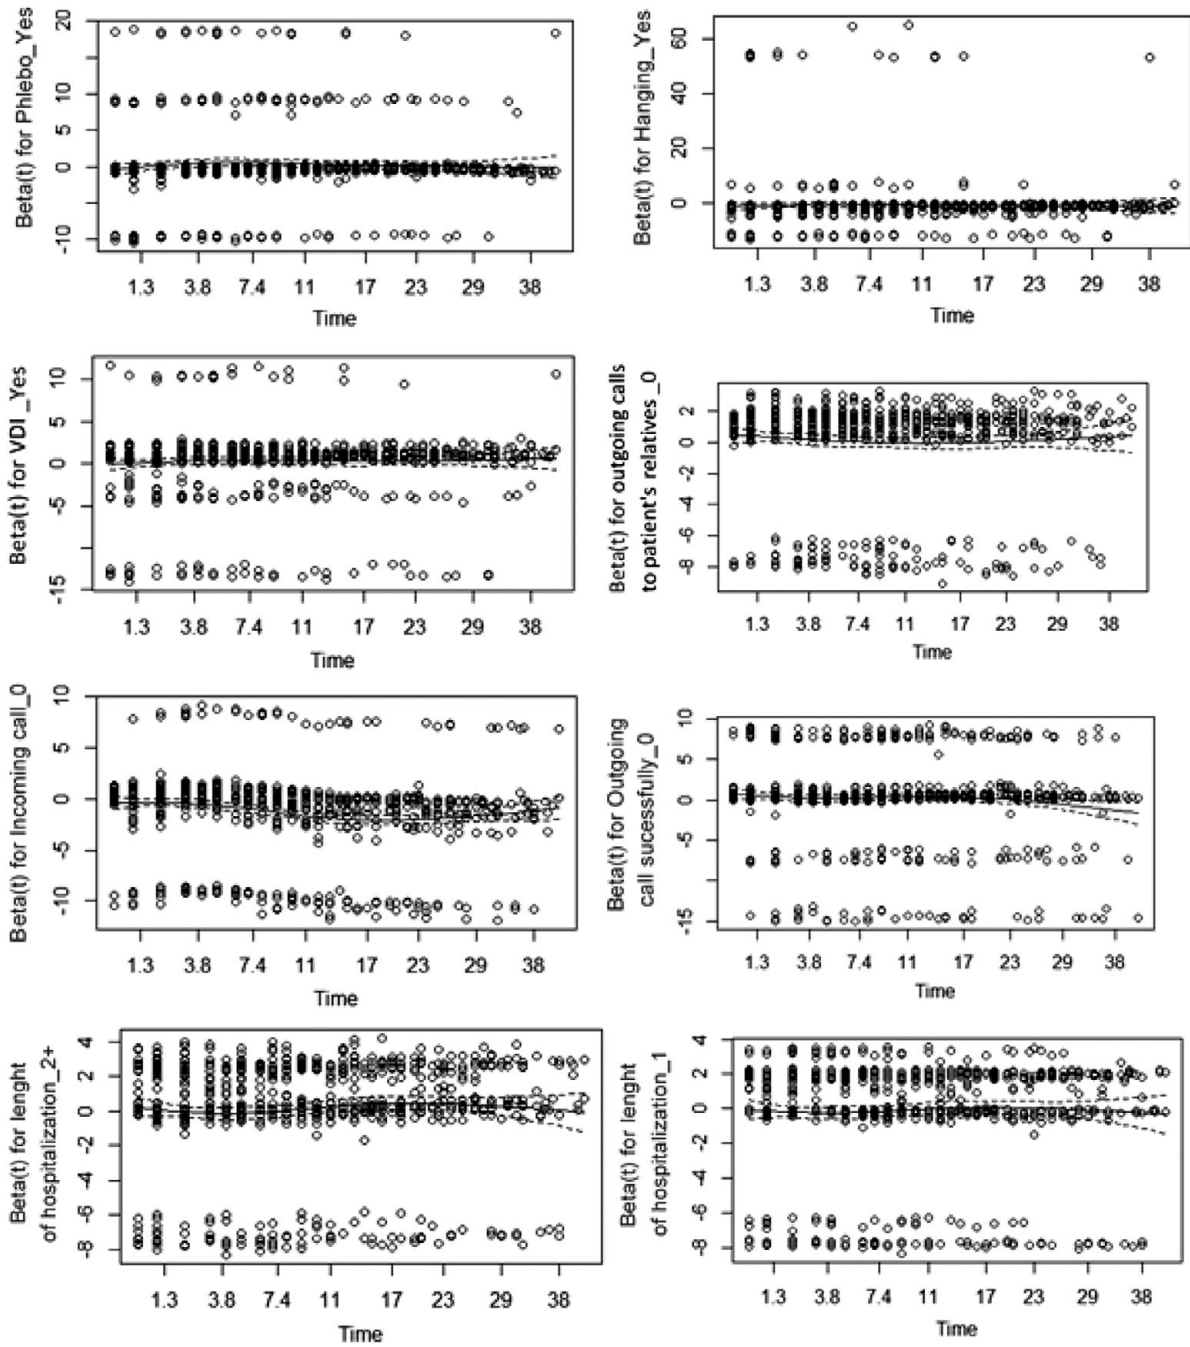 Beta(t) for Phlebo_Yes
20
10
5
0
-10
1.3 3.8 7.4 11 17 23 29 38
Time
Beta(t) for Hanging_Yes
60
40
20
0
1.3 3.8 7.4 11 17 23 29 38
Time
Beta(t) for VDI_Yes
10
5
0
-5
-15
1.3 3.8 7.4 11 17 23 29 38
Time
Beta(t) for outgoing calls
to patient's relatives_0
2
0
-2
-4
-6
-8
1.3 3.8 7.4 11 17 23 29 38
Time
Beta(t) for Incoming call_0
10
5
0
-5
-10
1.3 3.8 7.4 11 17 23 29 38
Time
Beta(t) for Outgoing
call sucessfully_0
10
5
0
-5
-15
1.3 3.8 7.4 11 17 23 29 38
Time
Beta(t) for lenght
of hospitalization_2+
4
2
0
-2
-4
-6
-8
1.3 3.8 7.4 11 17 23 29 38
Time
Beta(t) for lenght
of hospitalization_1
4
2
0
-2
-4
-6
-8
1.3 3.8 7.4 11 17 23 29 38
Time